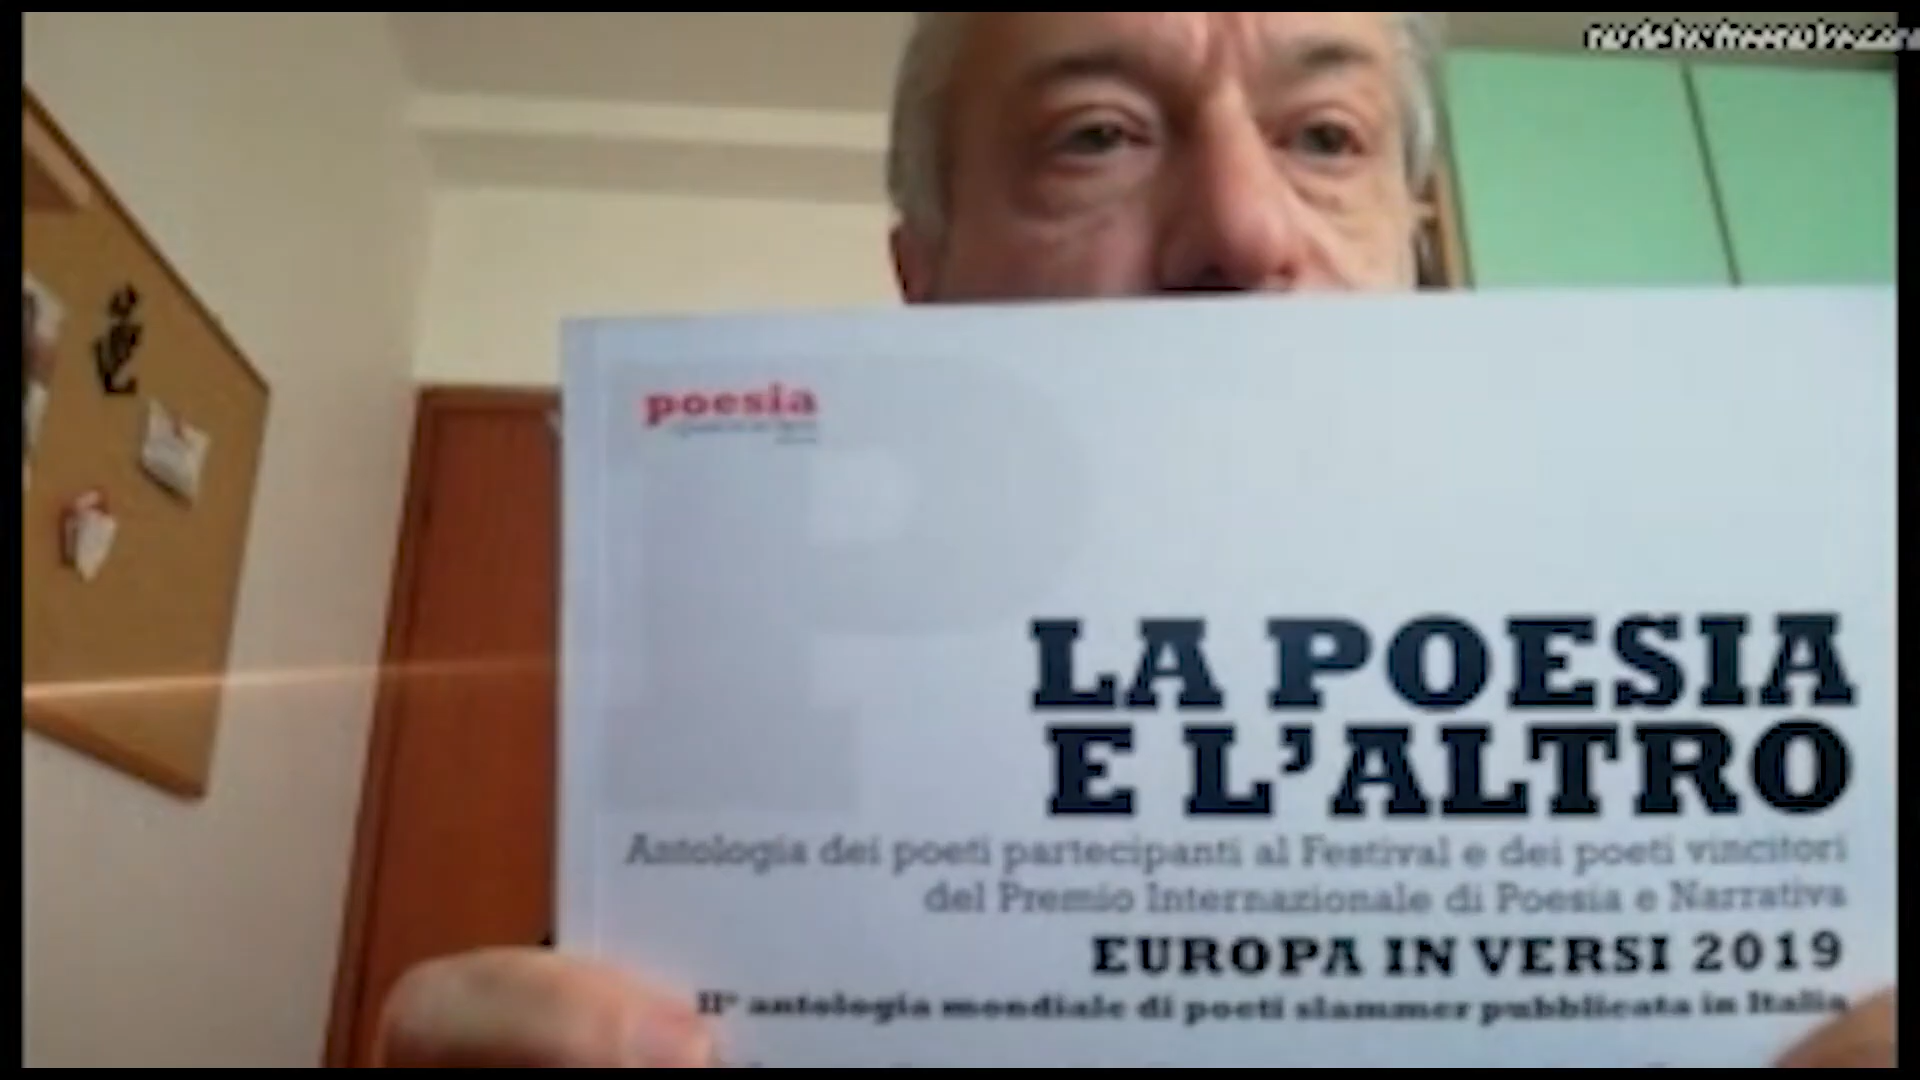 poesia
LA POESIA
E L'ALTRO
Antologia dei poeti partecipanti al Festival e dei poeti vincitori
del Premio Internazionale di Poesia e Narrativa
EUROPA IN VERSI 2019
II° antologia mondiale di poeti slammer pubblicata in Italia